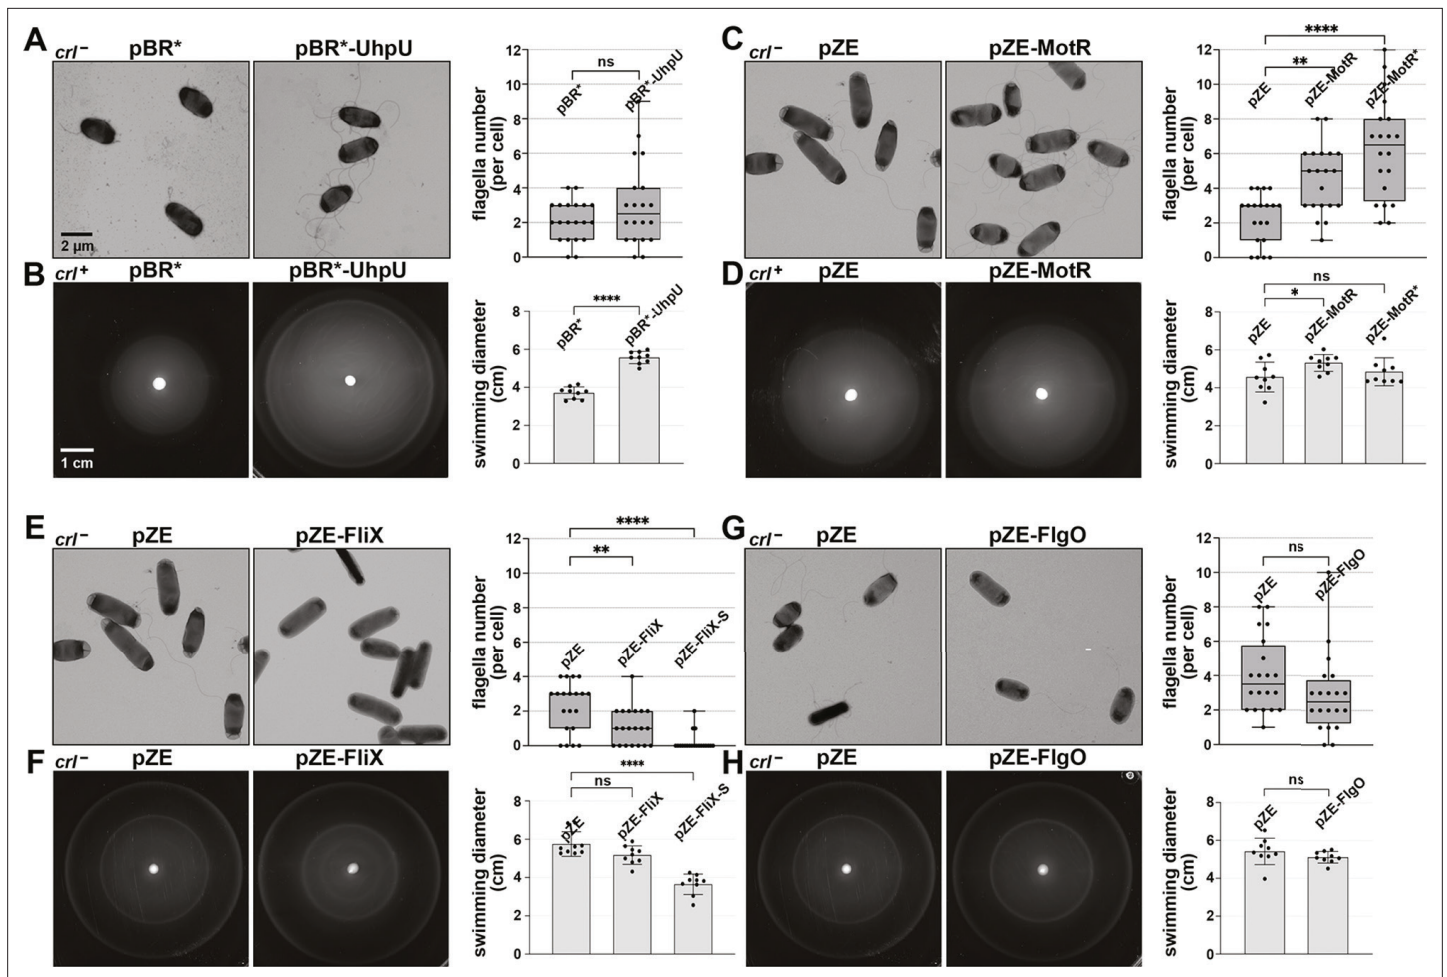 A crl⁻ pBR* pBR*-UhpU
2 µm
flagella number
(per cell)
12
10
8
6
4
2
0
ns
pBR*
pBR*-UhpU
C crl⁻ pZE pZE-MotR
flagella number
(per cell)
12
10
8
6
4
2
0
****
**
pZE
pZE-MotR
pZE-MotR*
B crl⁺ pBR* pBR*-UhpU
1 cm
swimming diameter
(cm)
8
6
4
2
0
****
pBR*
pBR*-UhpU
D crl⁺ pZE pZE-MotR
swimming diameter
(cm)
8
6
4
2
0
ns
*
pZE
pZE-MotR
pZE-MotR*
E crl⁻ pZE pZE-FliX
flagella number
(per cell)
12
10
8
6
4
2
0
****
**
pZE
pZE-FliX
pZE-FliX-S
G crl⁻ pZE pZE-FlgO
flagella number
(per cell)
12
10
8
6
4
2
0
ns
pZE
pZE-FlgO
F crl⁻ pZE pZE-FliX
swimming diameter
(cm)
8
6
4
2
0
****
ns
pZE
pZE-FliX
pZE-FliX-S
H crl⁻ pZE pZE-FlgO
swimming diameter
(cm)
8
6
4
2
0
ns
pZE
pZE-FlgO